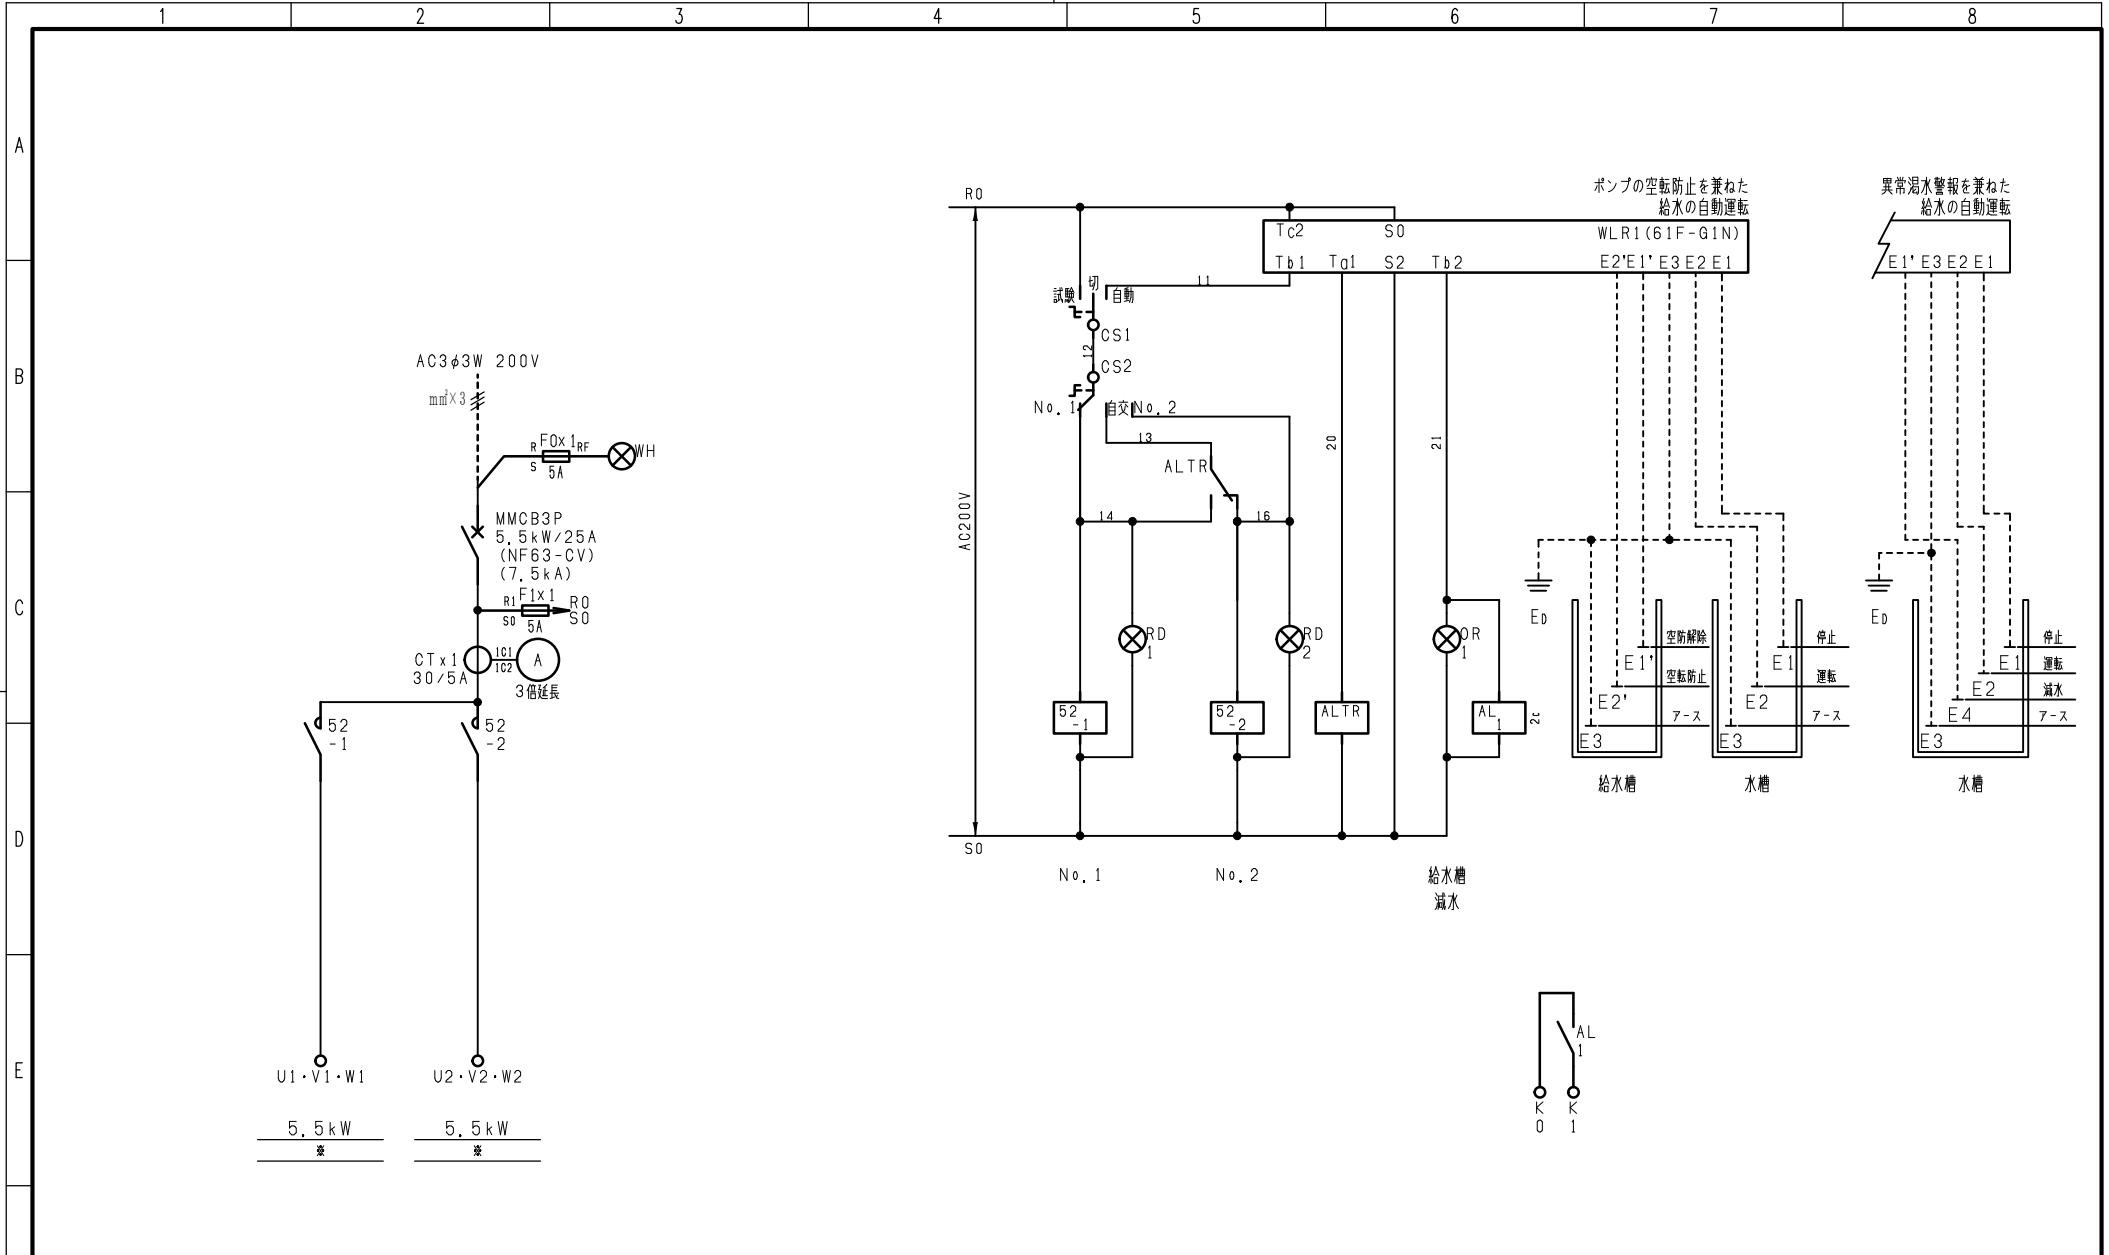 1 2 3 4 5 6 7 8
A
B
C
D
E
AC3φ3W 200V
mm²×3
R F0x1 RF
S 5A
WH
MMCB3P
5.5kW/25A
(NF63-CV)
(7.5kA)
R1 F1x1 R0
S0 5A S0
CTx1
30/5A
1C1
1C2
A
3倍延長
52
-1
52
-2
U1・V1・W1
U2・V2・W2
5.5kW
※
5.5kW
※
R0
AC200V
S0
試験 切 自動
11
CS1
12
CS2
No.1 自交 No.2
13
ALTR
14
16
20
21
RD
1
RD
2
OR
1
52
-1
52
-2
ALTR
AL
1
2c
No.1
No.2
給水槽
減水
ポンプの空転防止を兼ねた
給水の自動運転
Tc2 S0 WLR1(61F-G1N)
Tb1 Ta1 S2 Tb2 E2' E1' E3 E2 E1
ED
空防解除
E1'
空転防止
E2'
アース
E3
給水槽
停止
E1
運転
E2
アース
E3
水槽
異常渇水警報を兼ねた
給水の自動運転
E1' E3 E2 E1
ED
停止
E1
運転
E2
減水
E4
アース
E3
水槽
AL
1
K K
0 1